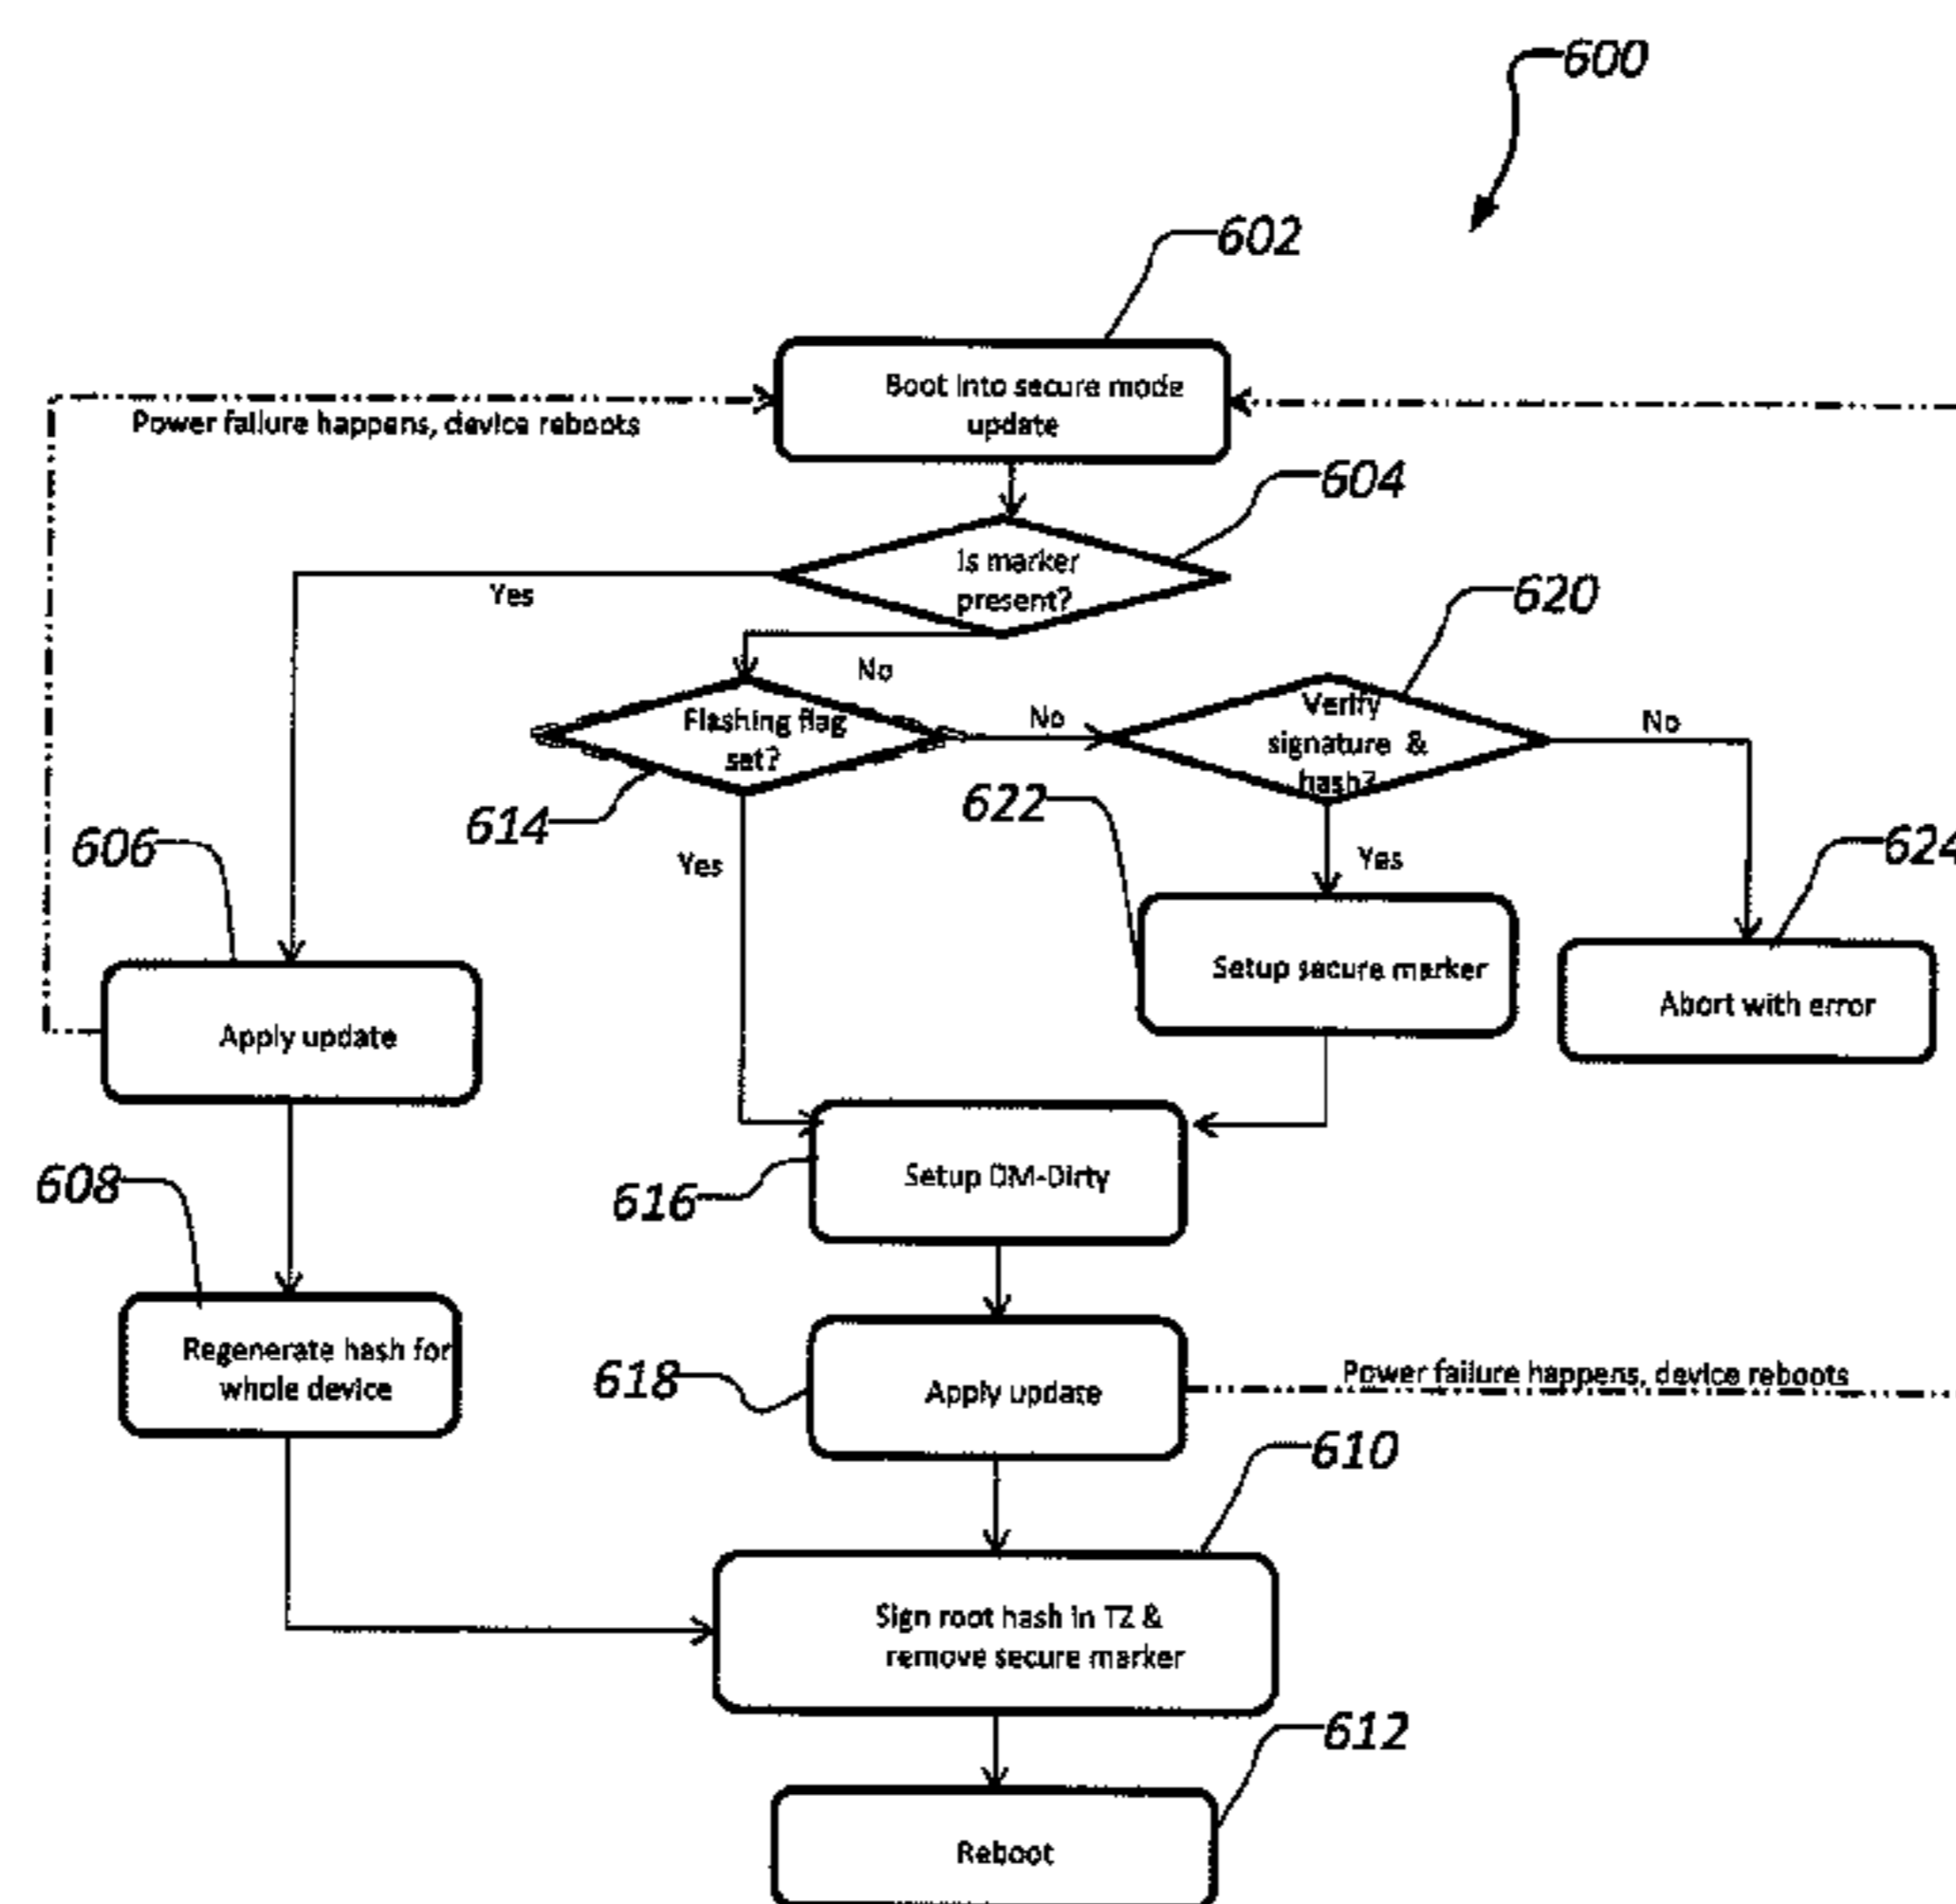 600
602
Boot into secure mode
update
Power failure happens, device reboots
604
Is marker
present?
Yes
620
No
Flashing flag
set?
No
Verify
signature &
hash?
No
614
622
606
Yes
Yes
624
Setup secure marker
Abort with error
Apply update
608
616
Setup DM-Dirty
Regenerate hash for
whole device
618
Apply update
Power failure happens, device reboots
610
Sign root hash in TZ &
remove secure marker
612
Reboot